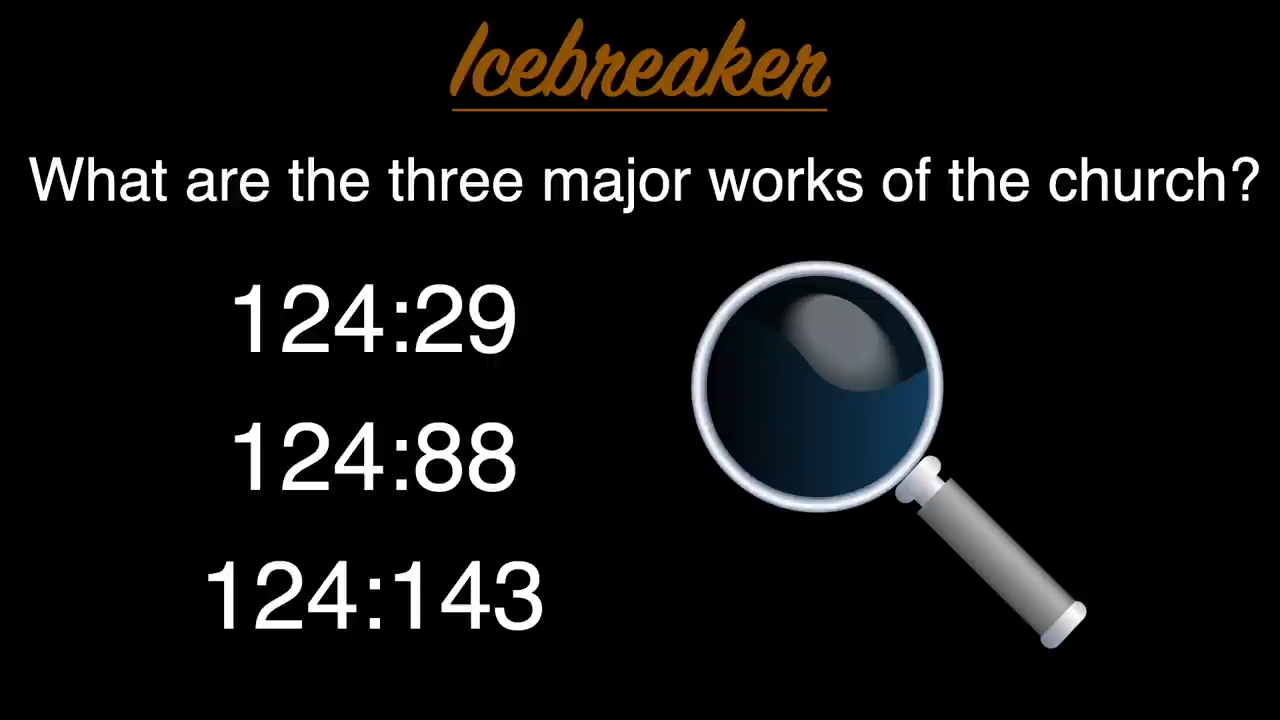 Icebreaker
What are the three major works of the church?
124:29
124:88
124:143